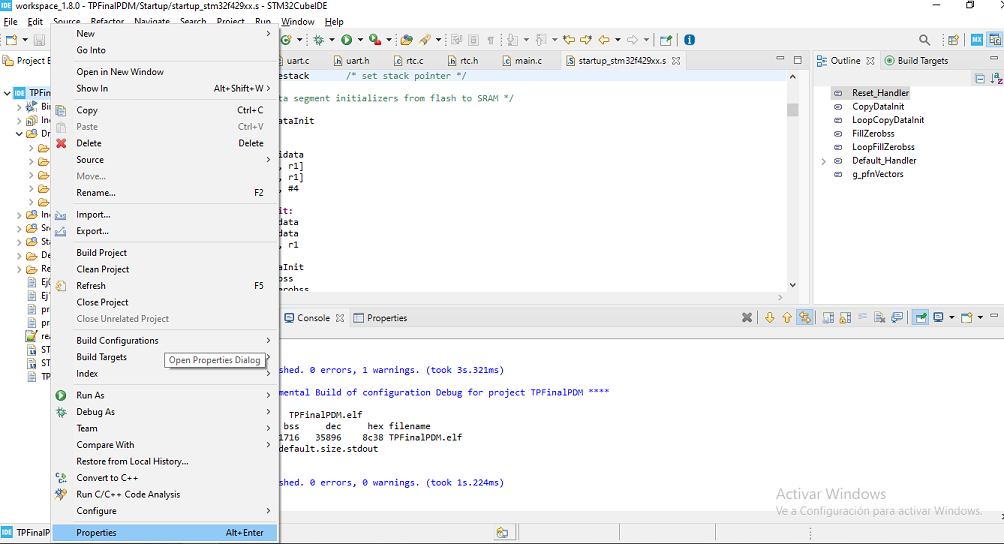 IDE workspace_1.8.0 - TPFinalPDM/Startup/startup_stm32f429xx.s - STM32CubeIDE
File Edit Source Refactor Navigate Search Project Run Window Help
Project E
uart.c uart.h rtc.c rtc.h main.c startup_stm32f429xx.s
Outline Build Targets
IDE TPFin
Bi
Dr
Sr
Sta
De
Re
Ej
pr
pr
re
ST
ST
TP
New
Go Into
Open in New Window
Show In Alt+Shift+W >
Copy Ctrl+C
Paste Ctrl+V
Delete Delete
Source
Move...
Rename... F2
Import...
Export...
Build Project
Clean Project
Refresh F5
Close Project
Close Unrelated Project
Build Configurations
Build Targets
Open Properties Dialog
Index
Run As
Debug As
Team
Compare With
Restore from Local History...
Convert to C++
Run C/C++ Code Analysis
Configure
Properties Alt+Enter
estack /* set stack pointer */
ta segment initializers from flash to SRAM */
ataInit
idata
, r1]
, r1]
, #4
it:
data
data
, r1
aInit
bss
Reset_Handler
CopyDataInit
LoopCopyDataInit
FillZerobss
LoopFillZerobss
Default_Handler
g_pfnVectors
Console Properties
shed. 0 errors, 1 warnings. (took 3s.321ms)
mental Build of configuration Debug for project TPFinalPDM ****
TPFinalPDM.elf
bss dec hex filename
1716 35896 8c38 TPFinalPDM.elf
default.size.stdout
shed. 0 errors, 0 warnings. (took 1s.224ms)
Activar Windows
Ve a Configuración para activar Windows.
IDE TPFinalP